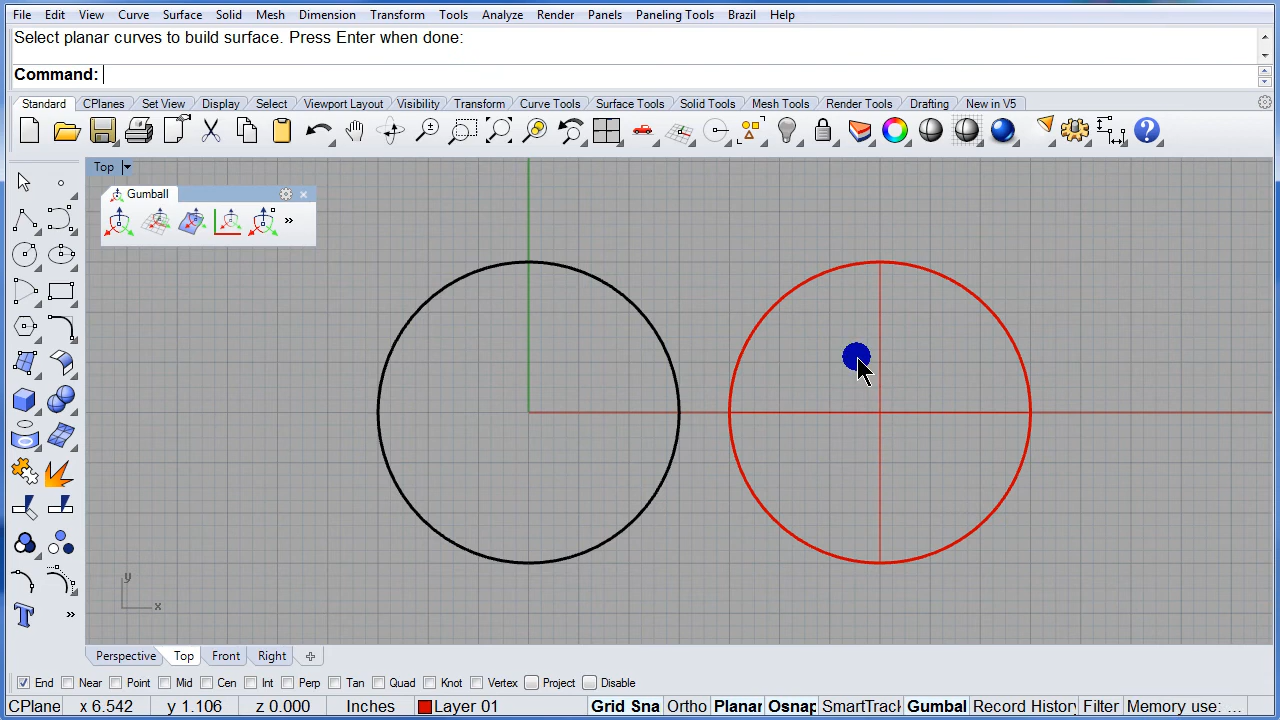 File Edit View Curve Surface Solid Mesh Dimension Transform Tools Analyze Render Panels Paneling Tools Brazil Help
Select planar curves to build surface. Press Enter when done:
Command:
Standard CPlanes Set View Display Select Viewport Layout Visibility Transform Curve Tools Surface Tools Solid Tools Mesh Tools Render Tools Drafting New in V5
Top
Gumball
y
x
Perspective Top Front Right
End Near Point Mid Cen Int Perp Tan Quad Knot Vertex Project Disable
CPlane x 6.542 y 1.106 z 0.000 Inches Layer 01 Grid Sna Ortho Planar Osnap SmartTrack Gumbal Record History Filter Memory use: ...